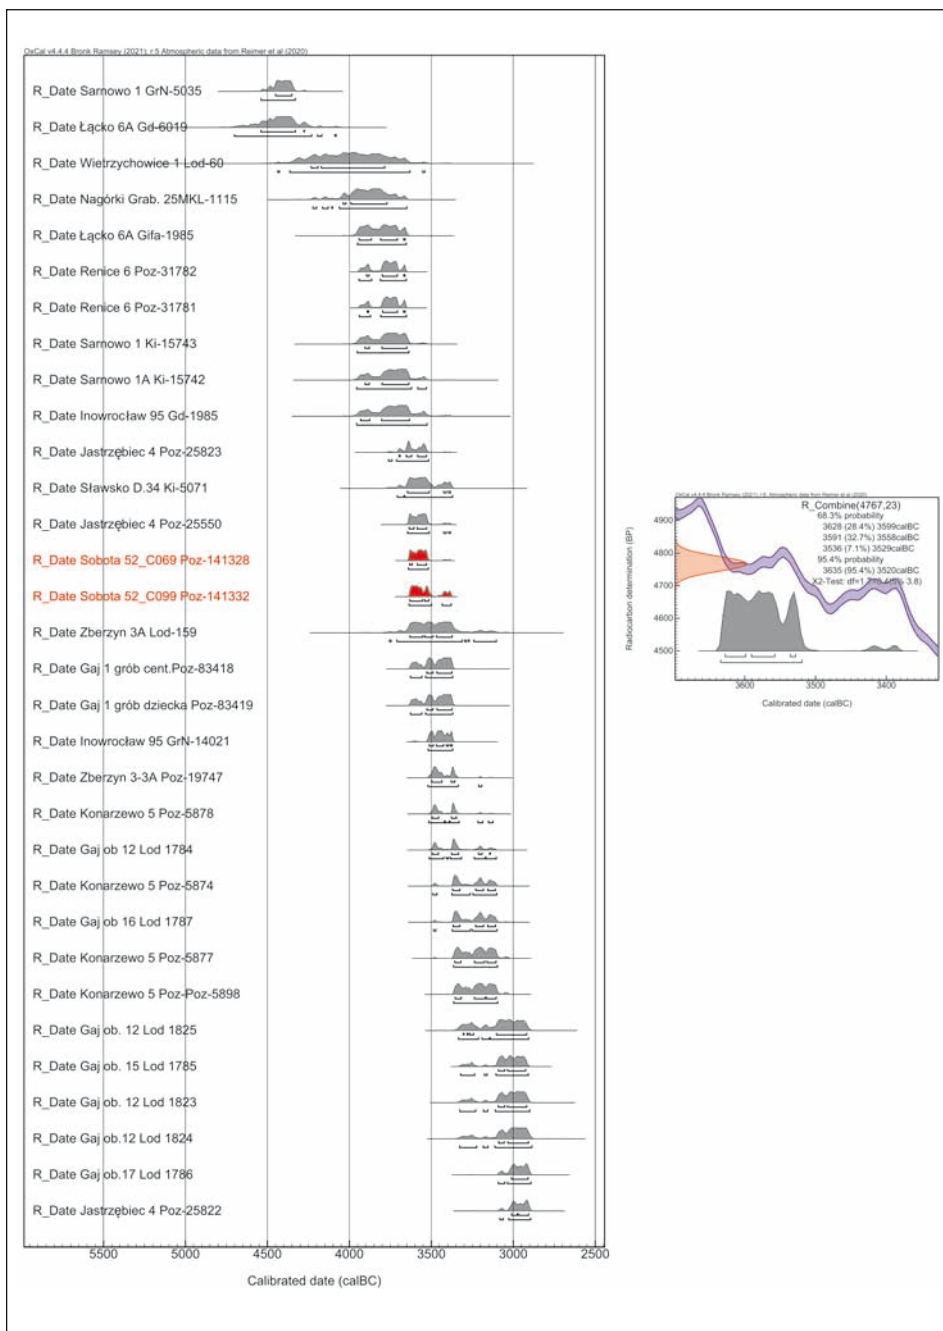 OxCal v4.4.4 Bronk Ramsey (2021); r:5 Atmospheric data from Reimer et al (2020)
R_Date Sarnowo 1 GrN-5035
R_Date Łącko 6A Gd-6019
R_Date Wietrzychowice 1 Lod-60
R_Date Nagórki Grab. 25MKL-1115
R_Date Łącko 6A Gifa-1985
R_Date Renice 6 Poz-31782
R_Date Renice 6 Poz-31781
R_Date Sarnowo 1 Ki-15743
R_Date Sarnowo 1A Ki-15742
R_Date Inowrocław 95 Gd-1985
R_Date Jastrzębiec 4 Poz-25823
R_Date Sławsko D.34 Ki-5071
R_Date Jastrzębiec 4 Poz-25550
R_Date Sobota 52_C069 Poz-141328
R_Date Sobota 52_C099 Poz-141332
R_Date Zberzyn 3A Lod-159
R_Date Gaj 1 grób cent.Poz-83418
R_Date Gaj 1 grób dziecka Poz-83419
R_Date Inowrocław 95 GrN-14021
R_Date Zberzyn 3-3A Poz-19747
R_Date Konarzewo 5 Poz-5878
R_Date Gaj ob 12 Lod 1784
R_Date Konarzewo 5 Poz-5874
R_Date Gaj ob 16 Lod 1787
R_Date Konarzewo 5 Poz-5877
R_Date Konarzewo 5 Poz-Poz-5898
R_Date Gaj ob. 12 Lod 1825
R_Date Gaj ob. 15 Lod 1785
R_Date Gaj ob. 12 Lod 1823
R_Date Gaj ob.12 Lod 1824
R_Date Gaj ob.17 Lod 1786
R_Date Jastrzębiec 4 Poz-25822
5500 5000 4500 4000 3500 3000 2500
Calibrated date (calBC)
R_Combine(4767,23)
68.3% probability
3628 (28.4%) 3599calBC
3591 (32.7%) 3558calBC
3536 (7.1%) 3529calBC
95.4% probability
3635 (95.4%) 3520calBC
X2-Test: df=1 3.8)
Radiocarbon determination (BP)
4900
4800
4700
4600
4500
3600 3500 3400
Calibrated date (calBC)